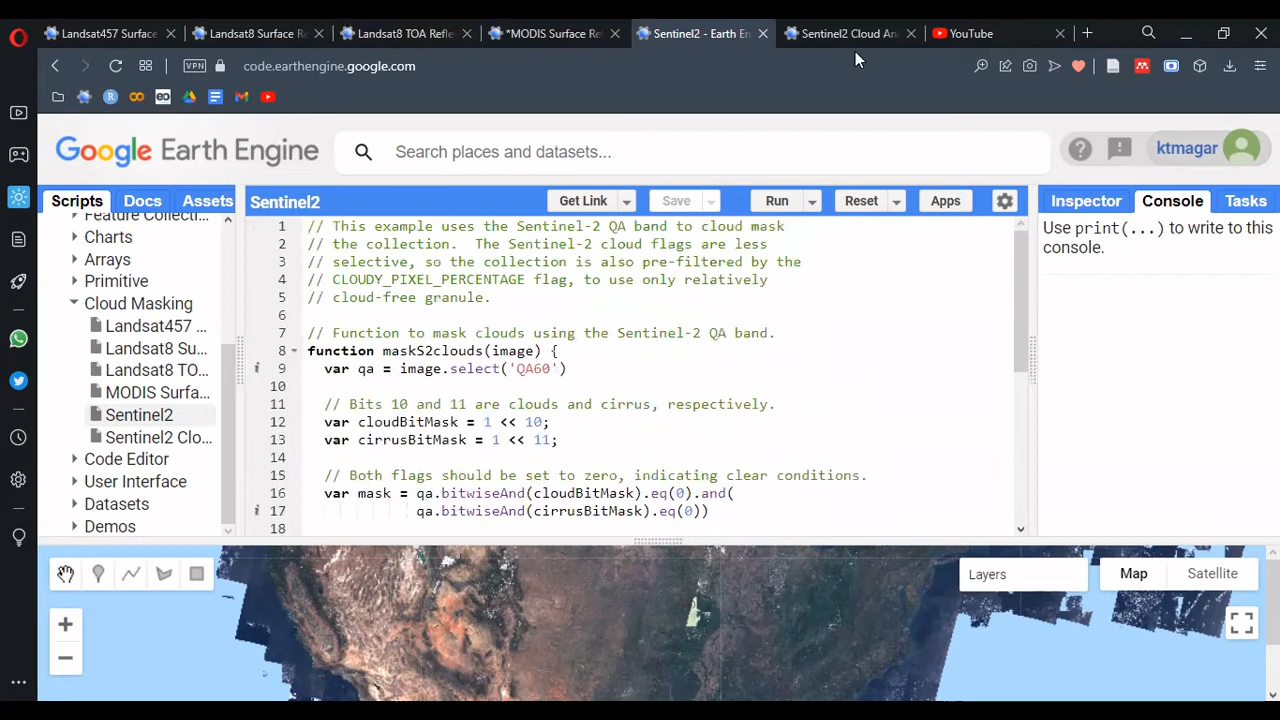 Landsat457 Surface
Landsat8 Surface R
Landsat8 TOA Refle
*MODIS Surface Re
Sentinel2 - Earth En
Sentinel2 Cloud An
YouTube
VPN
code.earthengine.google.com
Google Earth Engine
Search places and datasets...
ktmagar
Scripts
Docs
Assets
Sentinel2
Get Link
Save
Run
Reset
Apps
Inspector
Console
Tasks
Feature Collecti...
Charts
Arrays
Primitive
Cloud Masking
Landsat457 ...
Landsat8 Su...
Landsat8 TO...
MODIS Surfa...
Sentinel2
Sentinel2 Clo...
Code Editor
User Interface
Datasets
Demos
1 // This example uses the Sentinel-2 QA band to cloud mask
2 // the collection.  The Sentinel-2 cloud flags are less
3 // selective, so the collection is also pre-filtered by the
4 // CLOUDY_PIXEL_PERCENTAGE flag, to use only relatively
5 // cloud-free granule.
6
7 // Function to mask clouds using the Sentinel-2 QA band.
8 function maskS2clouds(image) {
9 var qa = image.select('QA60')
10
11 // Bits 10 and 11 are clouds and cirrus, respectively.
12 var cloudBitMask = 1 << 10;
13 var cirrusBitMask = 1 << 11;
14
15 // Both flags should be set to zero, indicating clear conditions.
16 var mask = qa.bitwiseAnd(cloudBitMask).eq(0).and(
17 qa.bitwiseAnd(cirrusBitMask).eq(0))
18
Use print(...) to write to this
console.
Layers
Map
Satellite